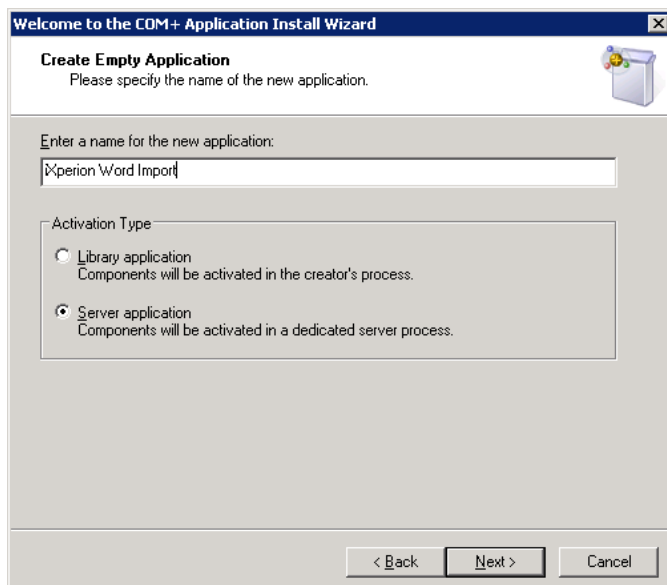 Welcome to the COM+ Application Install Wizard
Create Empty Application
Please specify the name of the new application.
Enter a name for the new application:
iXperion Word Import
Activation Type
Library application
Components will be activated in the creator's process.
Server application
Components will be activated in a dedicated server process.
< Back Next > Cancel